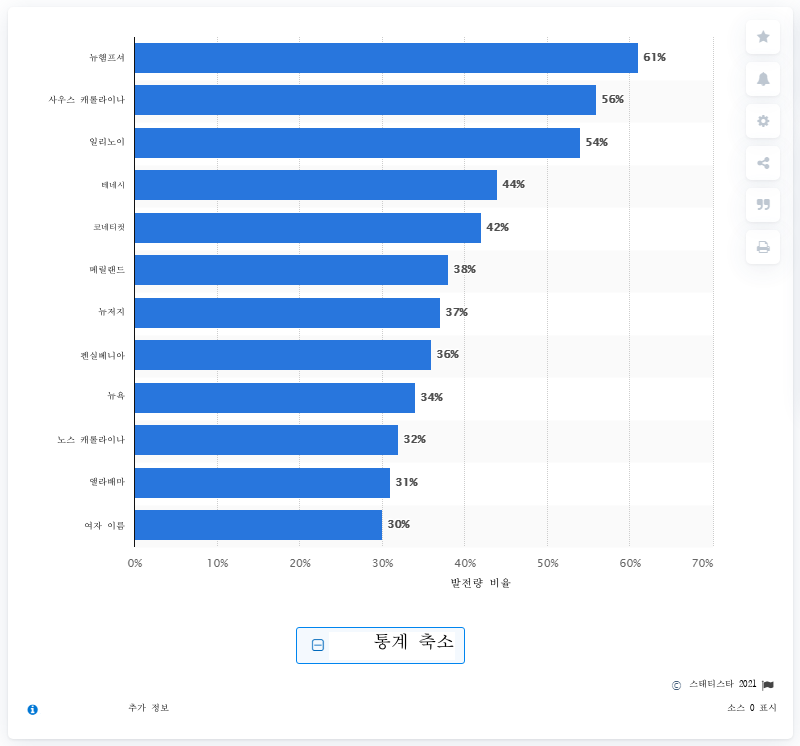 뉴햄프셔 61%
사우스 캐롤라이나 56%
일리노이 54%
테네시 44%
코네티컷 42%
메릴랜드 38%
뉴저지 37%
펜실베니아 36%
뉴욕 34%
노스 캐롤라이나 32%
앨라배마 31%
여자 이름 30%
0% 10% 20% 30% 40% 50% 60% 70%
발전량 비율
통계 축소
© 스태티스타 2021
추가 정보 소스 0 표시